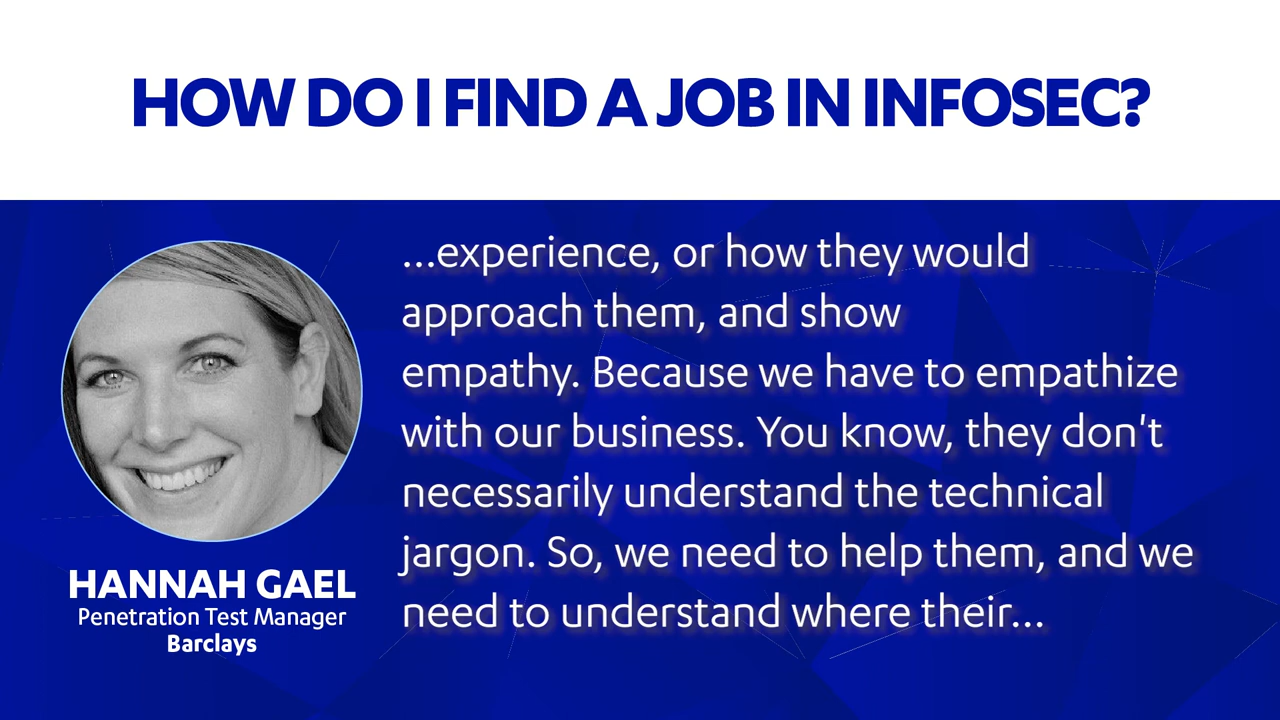 HOW DO I FIND A JOB IN INFOSEC?
...experience, or how they would
approach them, and show
empathy. Because we have to empathize
with our business. You know, they don't
necessarily understand the technical
jargon. So, we need to help them, and we
need to understand where their...
HANNAH GAEL
Penetration Test Manager
Barclays